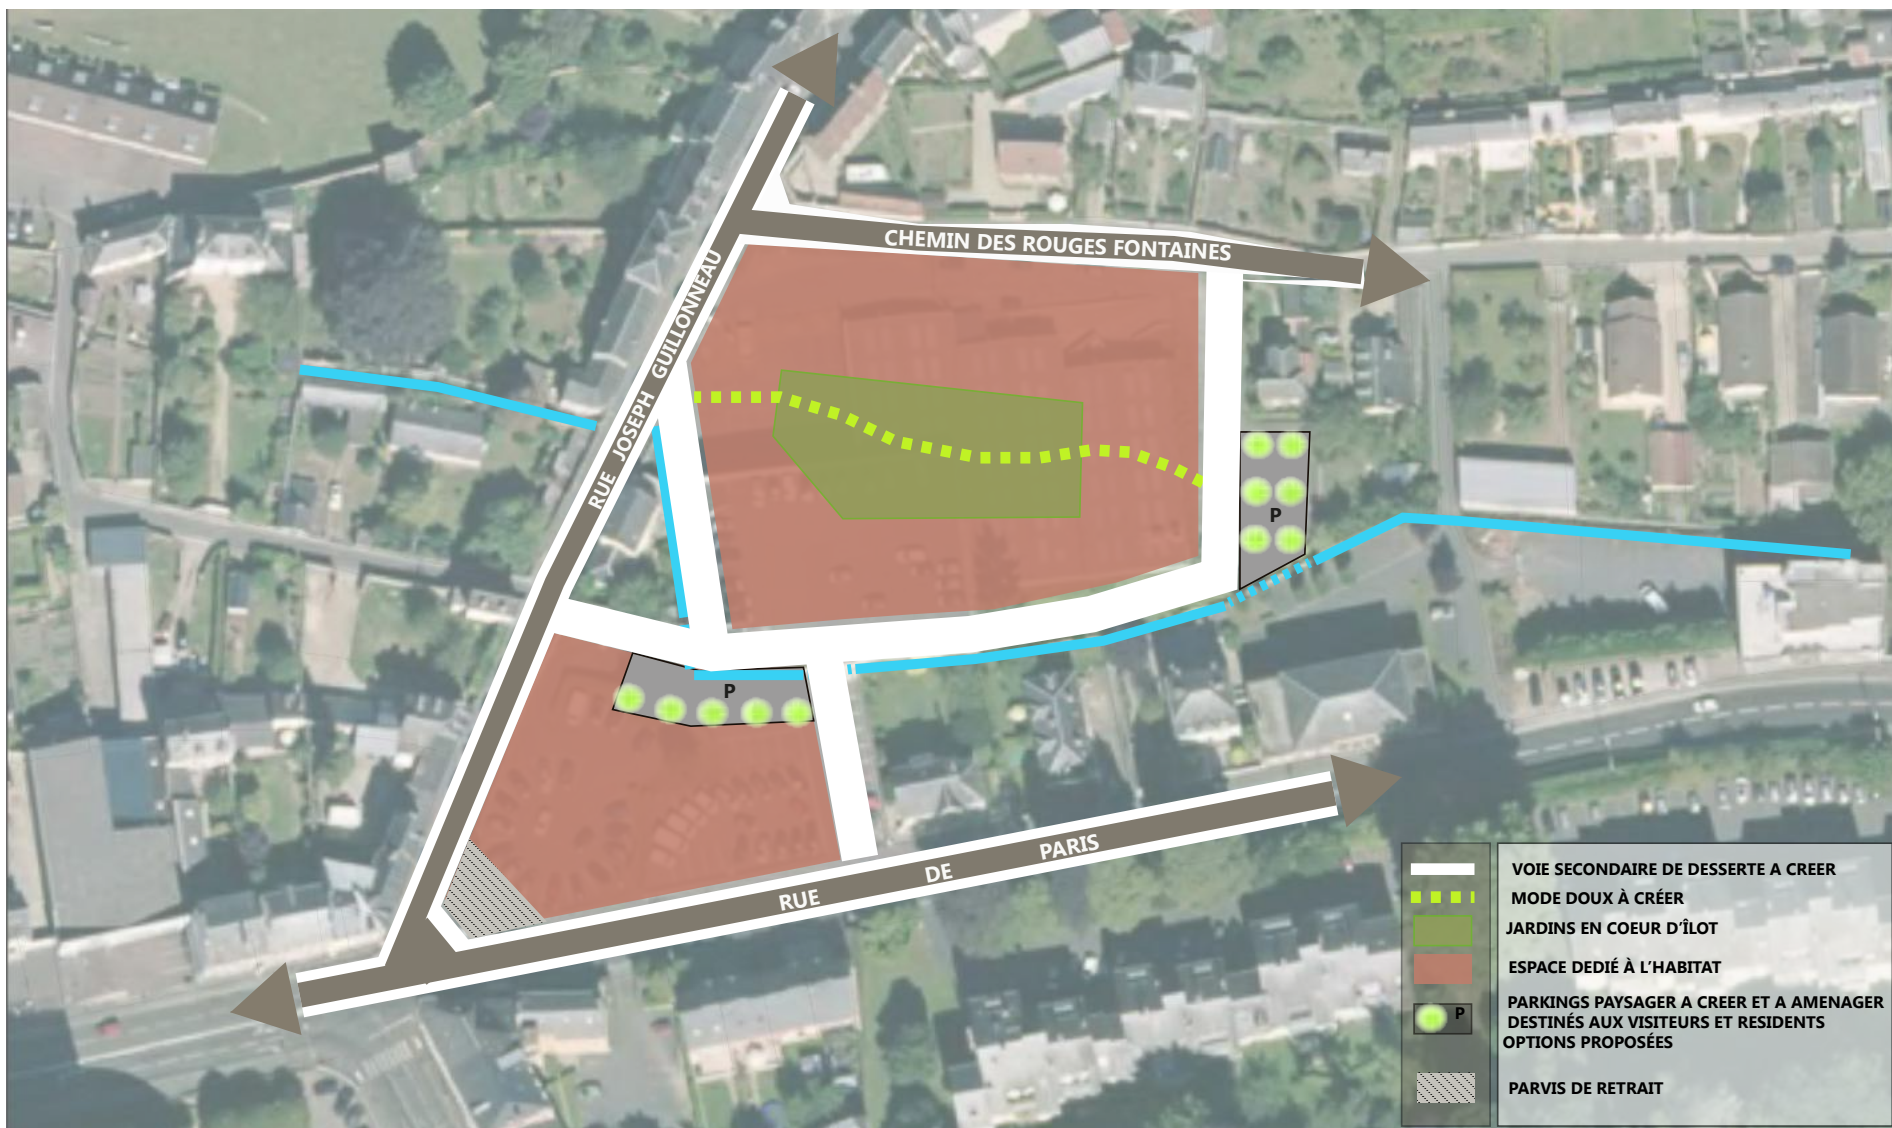 CHEMIN DES ROUGES FONTAINES
RUE JOSEPH GUILLONNEAU
P
P
RUE DE PARIS
VOIE SECONDAIRE DE DESSERTE A CREER
MODE DOUX À CRÉER
JARDINS EN COEUR D'ÎLOT
ESPACE DEDIÉ À L'HABITAT
P
PARKINGS PAYSAGER A CREER ET A AMENAGER
DESTINÉS AUX VISITEURS ET RESIDENTS
OPTIONS PROPOSÉES
PARVIS DE RETRAIT